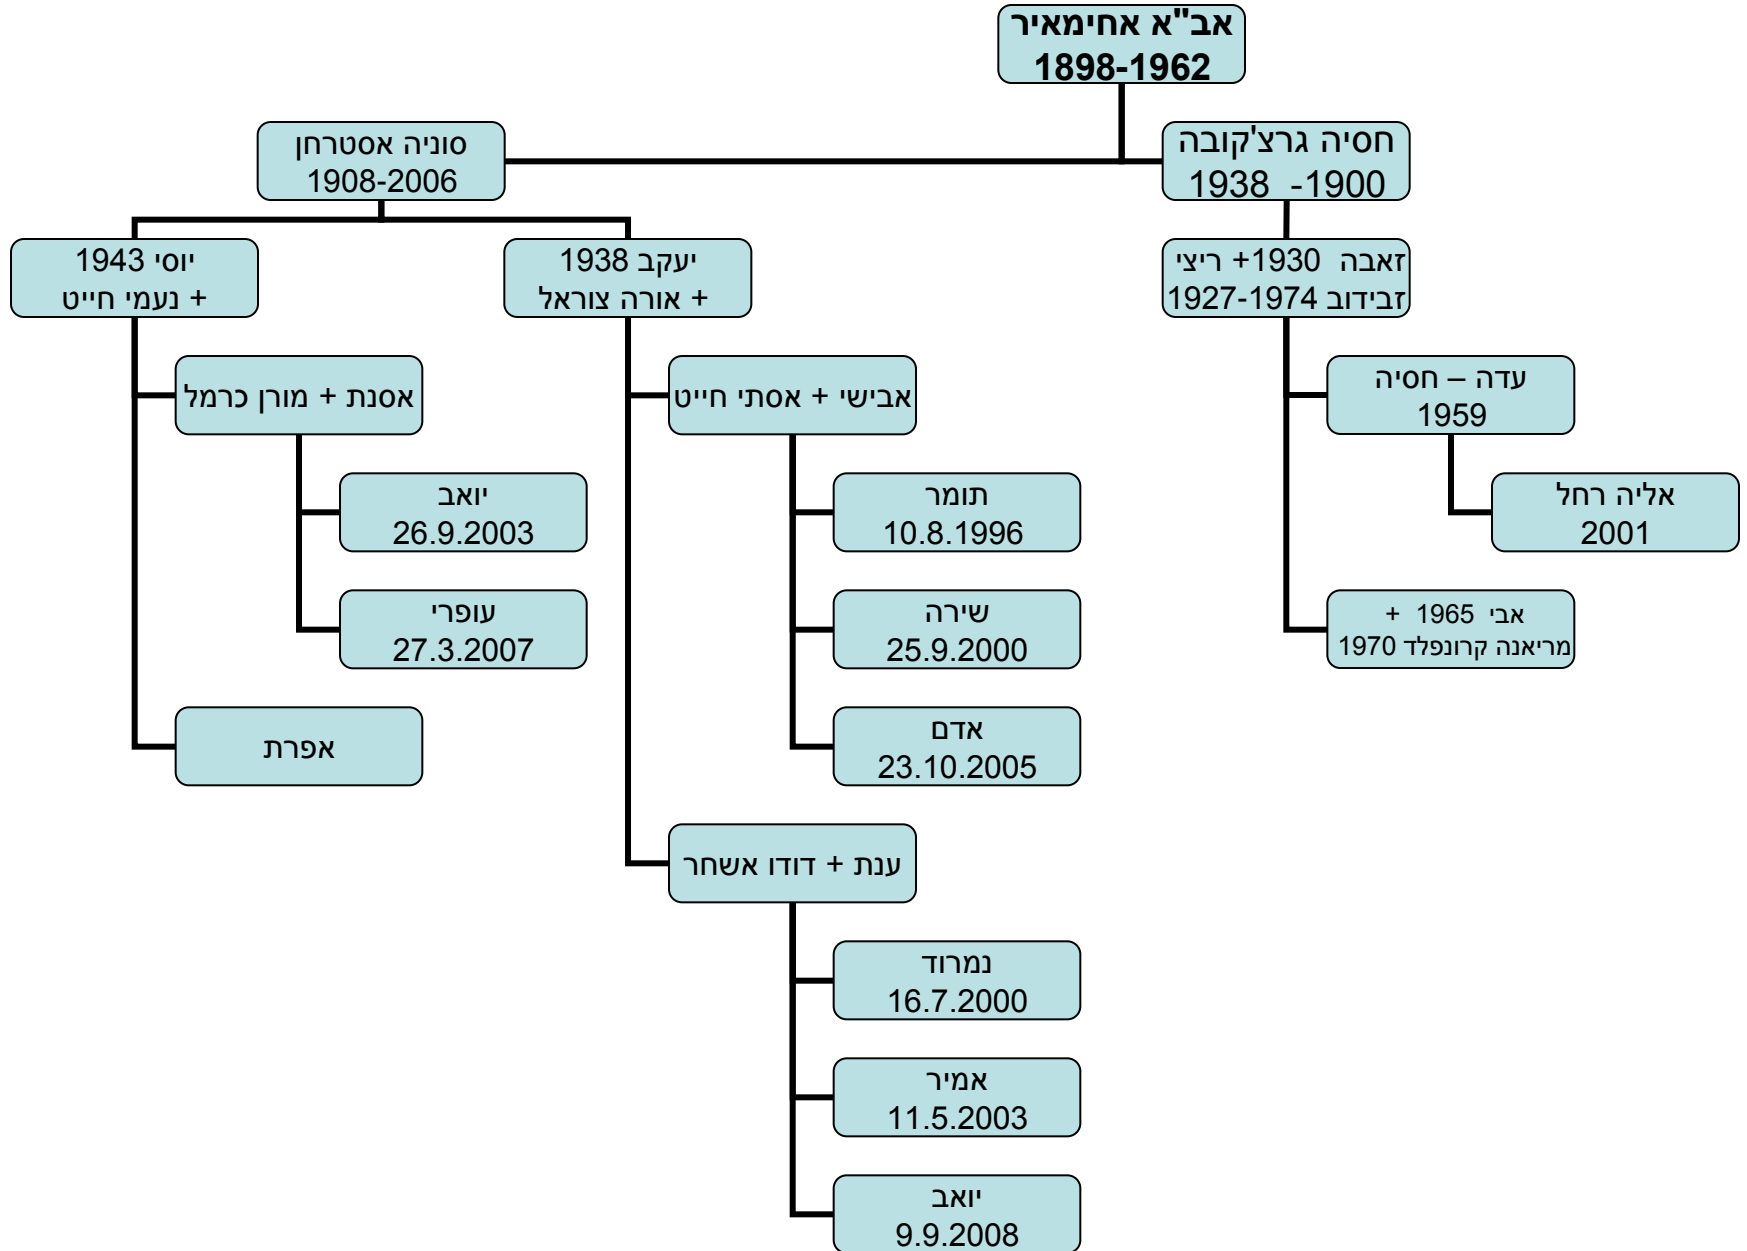 אב"א אחימאיר
1898-1962
חסיה גרצ'קובה
1938 -1900
סוניה אסטרחן
1908-2006
זאבה 1930+ ריצי
זבידוב 1927-1974
יעקב 1938
+ אורה צוראל
יוסי 1943
+ נעמי חייט
עדה – חסיה
1959
אבישי + אסתי חייט
אסנת + מורן כרמל
אליה רחל
2001
תומר
10.8.1996
יואב
26.9.2003
אבי 1965 +
מריאנה קרונפלד 1970
שירה
25.9.2000
עופרי
27.3.2007
אדם
23.10.2005
אפרת
ענת + דודו אשחר
נמרוד
16.7.2000
אמיר
11.5.2003
יואב
9.9.2008